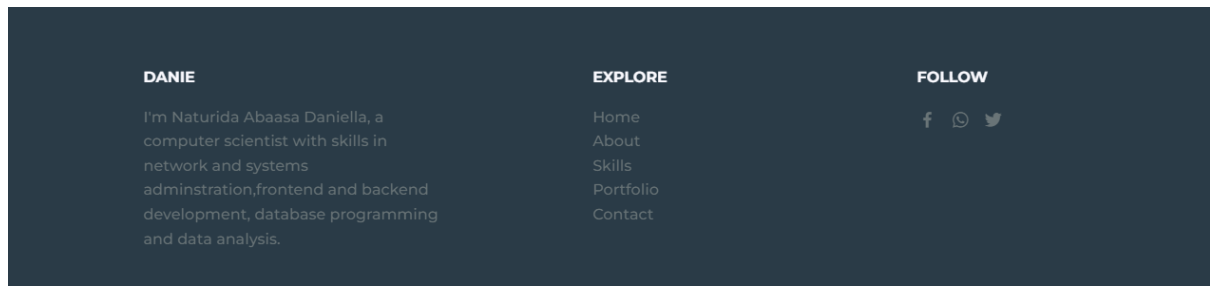 DANIE
I'm Naturida Abaasa Daniella, a
computer scientist with skills in
network and systems
adminstration,frontend and backend
development, database programming
and data analysis.
EXPLORE
Home
About
Skills
Portfolio
Contact
FOLLOW